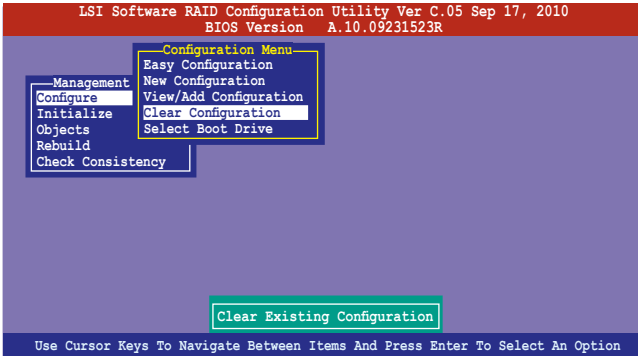 LSI Software RAID Configuration Utility Ver C.05 Sep 17, 2010
BIOS Version A.10.09231523R
Configuration Menu
Easy Configuration
New Configuration
View/Add Configuration
Clear Configuration
Select Boot Drive
Management
Configure
Initialize
Objects
Rebuild
Check Consistency
Clear Existing Configuration
Use Cursor Keys To Navigate Between Items And Press Enter To Select An Option